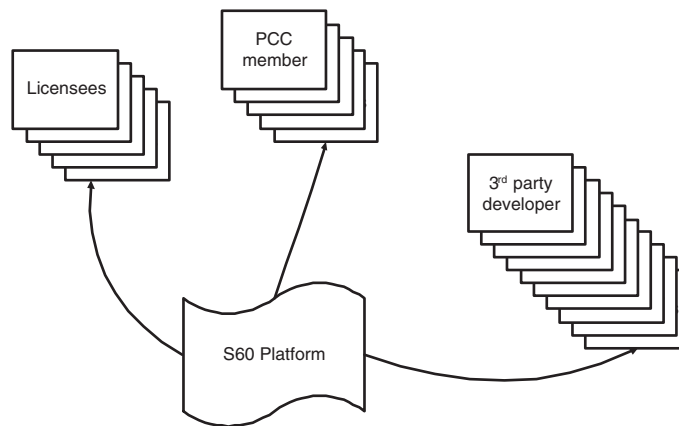 PCC
member
Licensees
3rd party
developer
S60 Platform